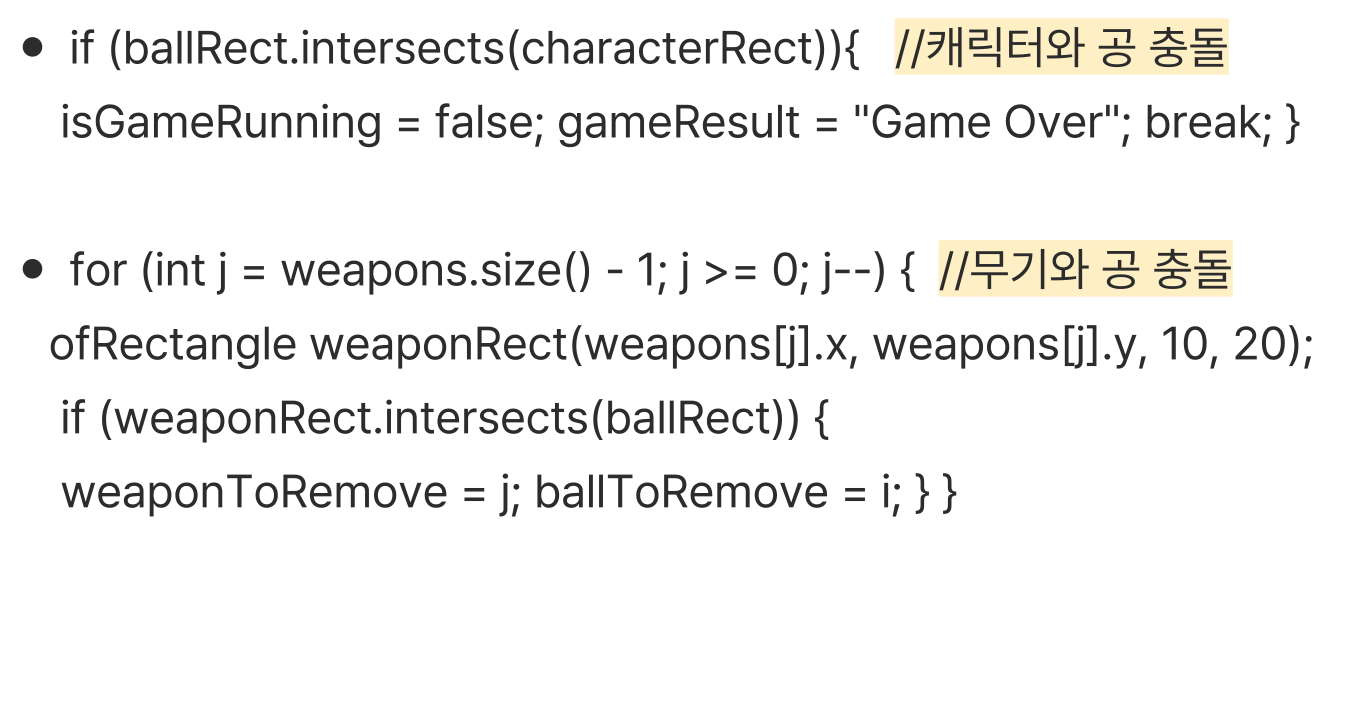 • if (ballRect.intersects(characterRect)){ //캐릭터와 공 충돌
isGameRunning = false; gameResult = "Game Over"; break; }
• for (int j = weapons.size() - 1; j >= 0; j--) { //무기와 공 충돌
ofRectangle weaponRect(weapons[j].x, weapons[j].y, 10, 20);
if (weaponRect.intersects(ballRect)) {
weaponToRemove = j; ballToRemove = i; } }